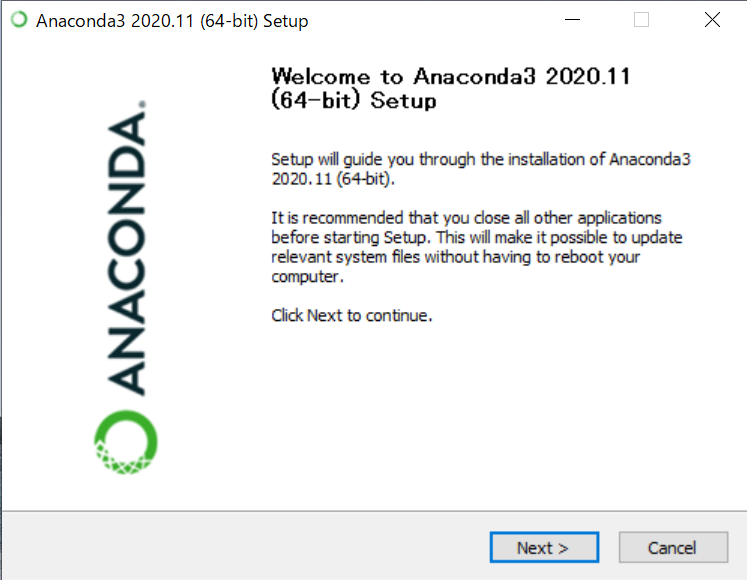 Anaconda3 2020.11 (64-bit) Setup
Welcome to Anaconda3 2020.11
(64-bit) Setup
ANACONDA.
Setup will guide you through the installation of Anaconda3
2020.11 (64-bit).
It is recommended that you close all other applications
before starting Setup. This will make it possible to update
relevant system files without having to reboot your
computer.
Click Next to continue.
Next >
Cancel